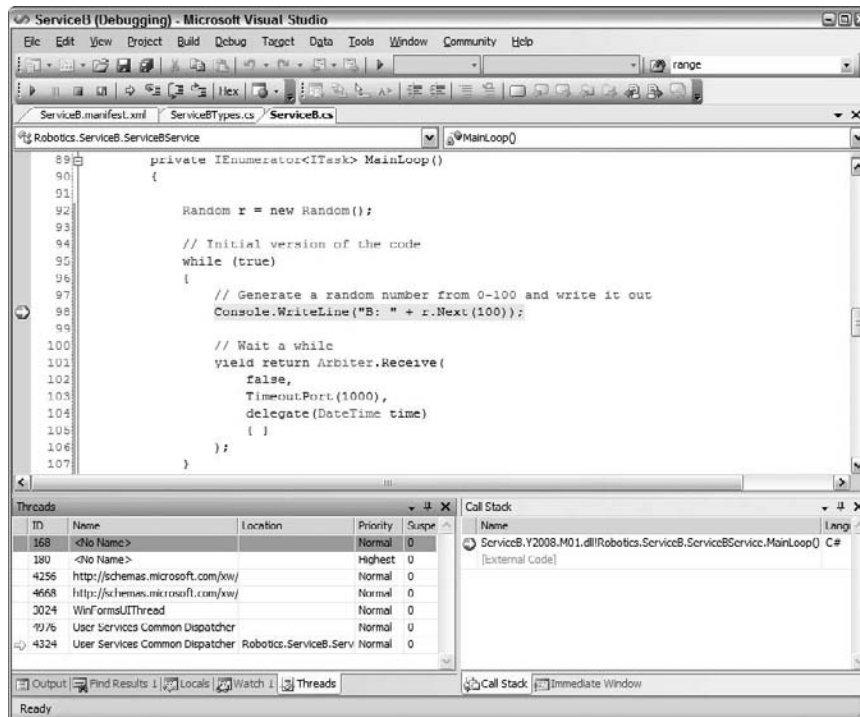 ServiceB (Debugging) - Microsoft Visual Studio
File Edit View Project Build Debug Target Data Tools Window Community Help
range
Hex
ServiceB.manifest.xml ServiceBTypes.cs ServiceB.cs
Robotics.ServiceB.ServiceBService MainLoop()
89 private IEnumerator<ITask> MainLoop()
90 {
91
92 Random r = new Random();
93
94 // Initial version of the code
95 while (true)
96 {
97 // Generate a random number from 0-100 and write it out
98 Console.WriteLine("B: " + r.Next(100));
99
100 // Wait a while
101 yield return Arbiter.Receive(
102 false,
103 TimeoutPort(1000),
104 delegate(DateTime time)
105 { }
106 );
107 }
Threads
ID Name Location Priority Suspe
168 <No Name> Normal 0
180 <No Name> Highest 0
4256 http://schemas.microsoft.com/xw/ Normal 0
4668 http://schemas.microsoft.com/xw/ Normal 0
3024 WinFormsUIThread Normal 0
4976 User Services Common Dispatcher Normal 0
4324 User Services Common Dispatcher Robotics.ServiceB.Serv Normal 0
Call Stack
Name Langu
ServiceB.Y2008.M01.dll!Robotics.ServiceB.ServiceBService.MainLoop() C#
[External Code]
Output Find Results 1 Locals Watch 1 Threads
Call Stack Immediate Window
Ready